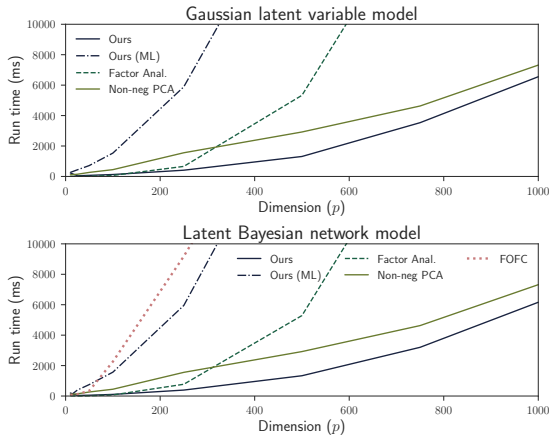 Gaussian latent variable model
Run time (ms)
10000
8000
6000
4000
2000
0
Ours
Ours (ML)
Factor Anal.
Non-neg PCA
0 200 400 600 800 1000
Dimension (p)
Latent Bayesian network model
Run time (ms)
10000
8000
6000
4000
2000
0
Ours Factor Anal. FOFC
Ours (ML) Non-neg PCA
0 200 400 600 800 1000
Dimension (p)